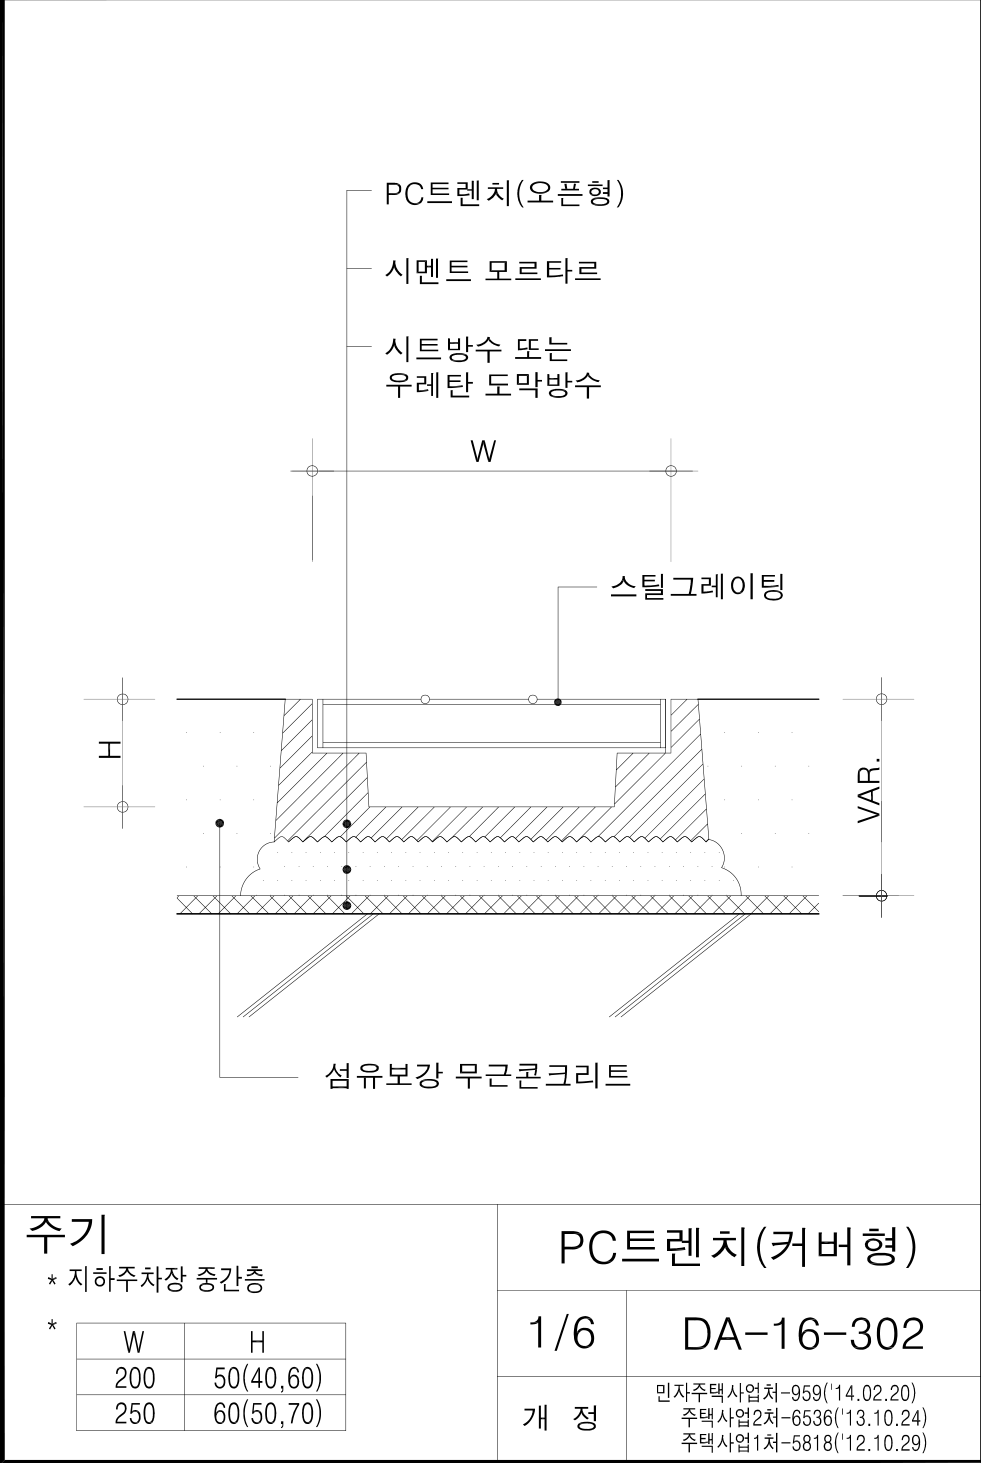 PC트렌치(오픈형)
시멘트 모르타르
시트방수 또는
우레탄 도막방수
W
스틸그레이팅
H
VAR.
섬유보강 무근콘크리트
주기
* 지하주차장 중간층
*
W H
200 50(40,60)
250 60(50,70)
PC트렌치(커버형)
1/6 DA-16-302
개 정
민자주택사업처-959('14.02.20)
주택사업2처-6536('13.10.24)
주택사업1처-5818('12.10.29)